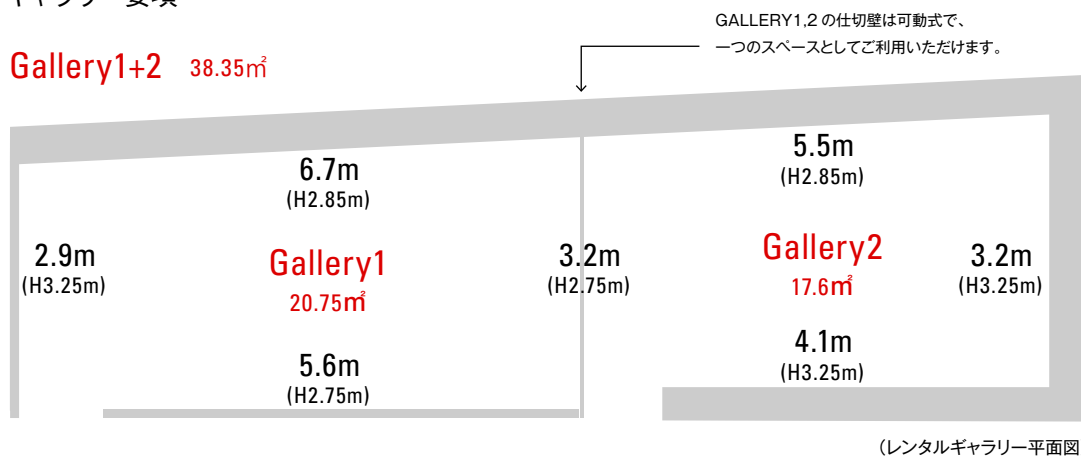 GALLERY1,2 の仕切壁は可動式で、
一つのスペースとしてご利用いただけます。
Gallery1+2 38.35㎡
6.7m
(H2.85m)
5.5m
(H2.85m)
2.9m
(H3.25m)
Gallery1
20.75㎡
3.2m
(H2.75m)
Gallery2
17.6㎡
3.2m
(H3.25m)
5.6m
(H2.75m)
4.1m
(H3.25m)
(レンタルギャラリー平面図